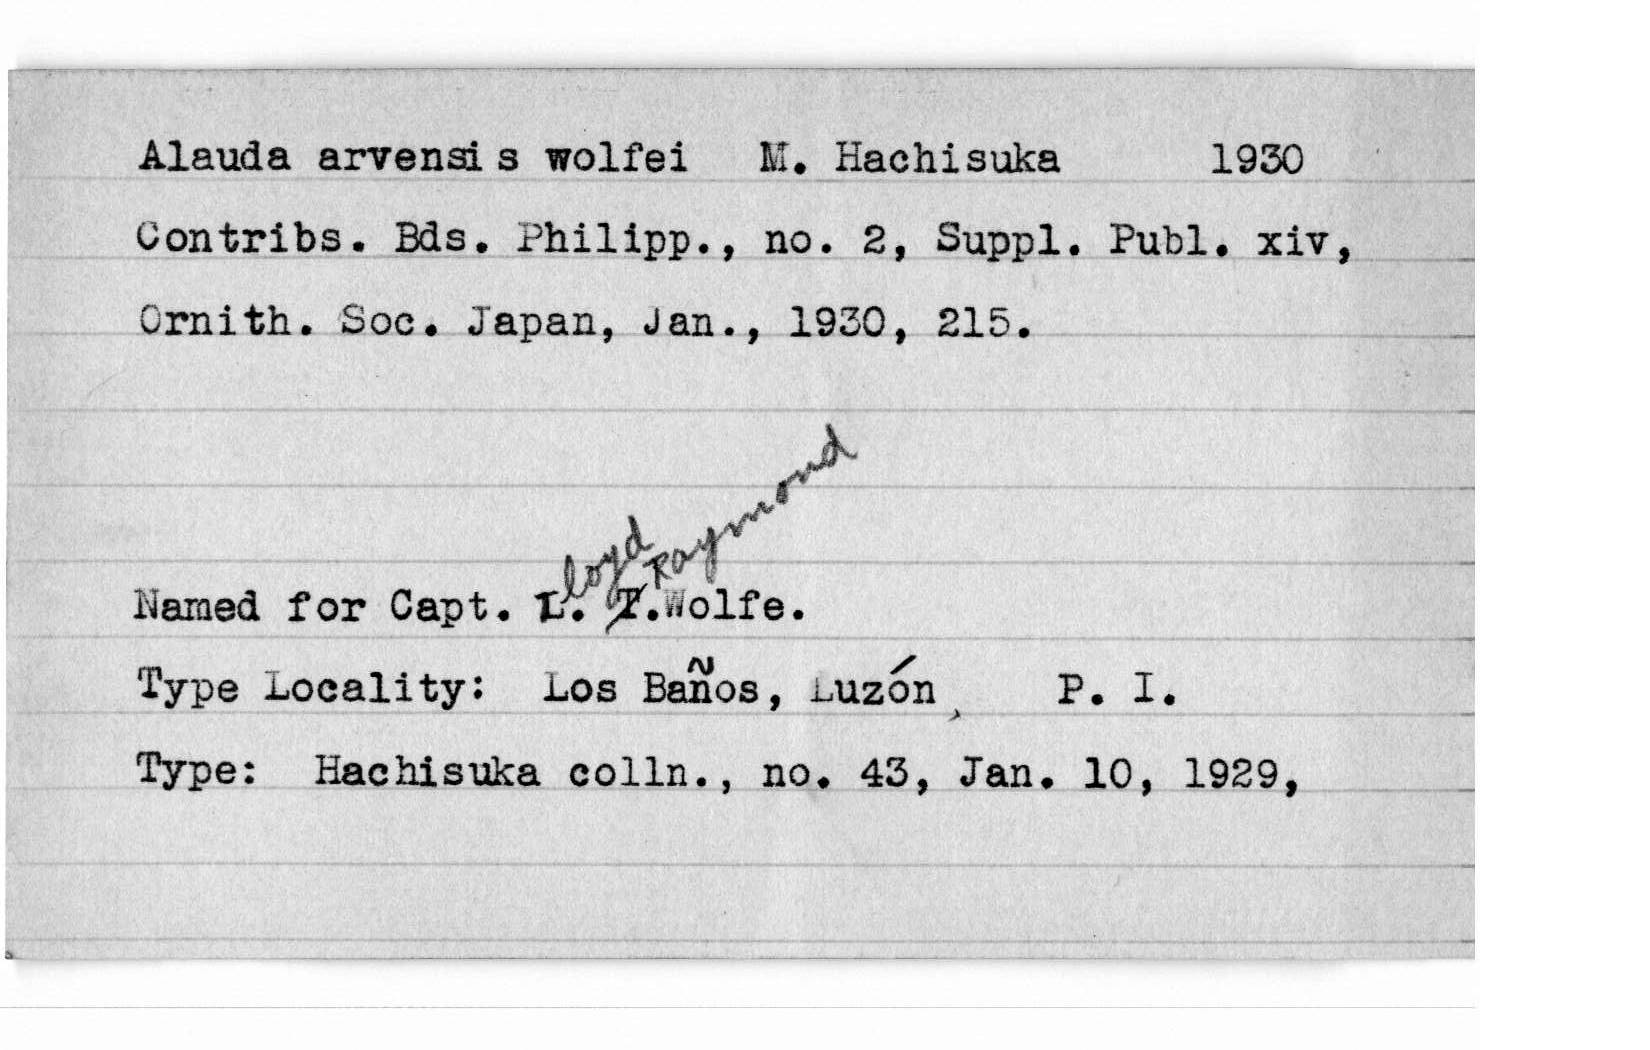 Alauda arvensis wolfei M. Hachisuka 1930
Contribs. Bds. Philipp., no. 2, Suppl. Publ. xiv,
Ornith. Soc. Japan, Jan., 1930, 215.
loyd Raymond
Named for Capt. L. T. Wolfe.
Type Locality: Los Baños, Luzón, P. I.
Type: Hachisuka colln., no. 43, Jan. 10, 1929,